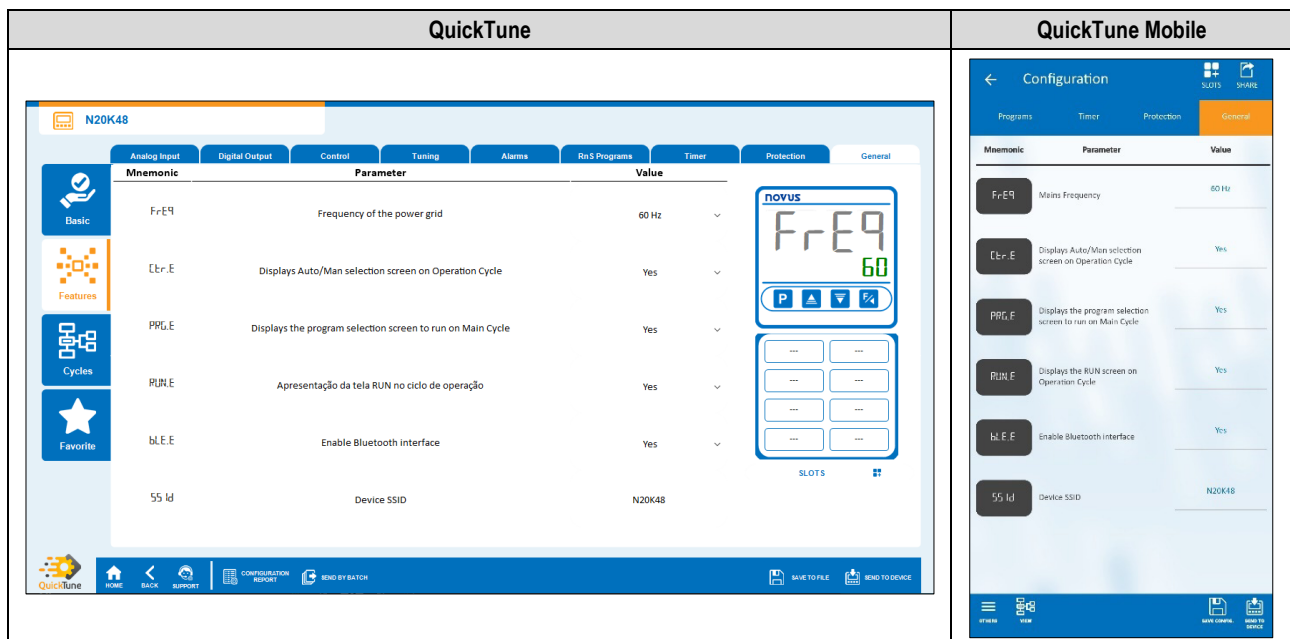 QuickTune
QuickTune Mobile
N20K48
Analog Input
Digital Output
Control
Tuning
Alarms
RnS Programs
Timer
Protection
General
Mnemonic
Parameter
Value
Basic
Features
Cycles
Favorite
FrEq
Frequency of the power grid
60 Hz
Ctr.E
Displays Auto/Man selection screen on Operation Cycle
Yes
PRG.E
Displays the program selection screen to run on Main Cycle
Yes
RUN.E
Apresentação da tela RUN no ciclo de operação
Yes
bLE.E
Enable Bluetooth interface
Yes
SSId
Device SSID
N20K48
novus
FrEq
60
P
F/
---
---
---
---
---
---
---
---
SLOTS
QuickTune
HOME
BACK
SUPPORT
CONFIGURATION
REPORT
SEND BY BATCH
SAVE TO FILE
SEND TO DEVICE
Configuration
SLOTS
SHARE
Programs
Timer
Protection
General
Mnemonic
Parameter
Value
FrEq
Mains Frequency
60 Hz
Ctr.E
Displays Auto/Man selection
screen on Operation Cycle
Yes
PRG.E
Displays the program selection
screen to run on Main Cycle
Yes
RUN.E
Displays the RUN screen on
Operation Cycle
Yes
bLE.E
Enable Bluetooth interface
Yes
SSId
Device SSID
N20K48
OTHERS
VIEW
SAVE CONFIG.
SEND TO
DEVICE